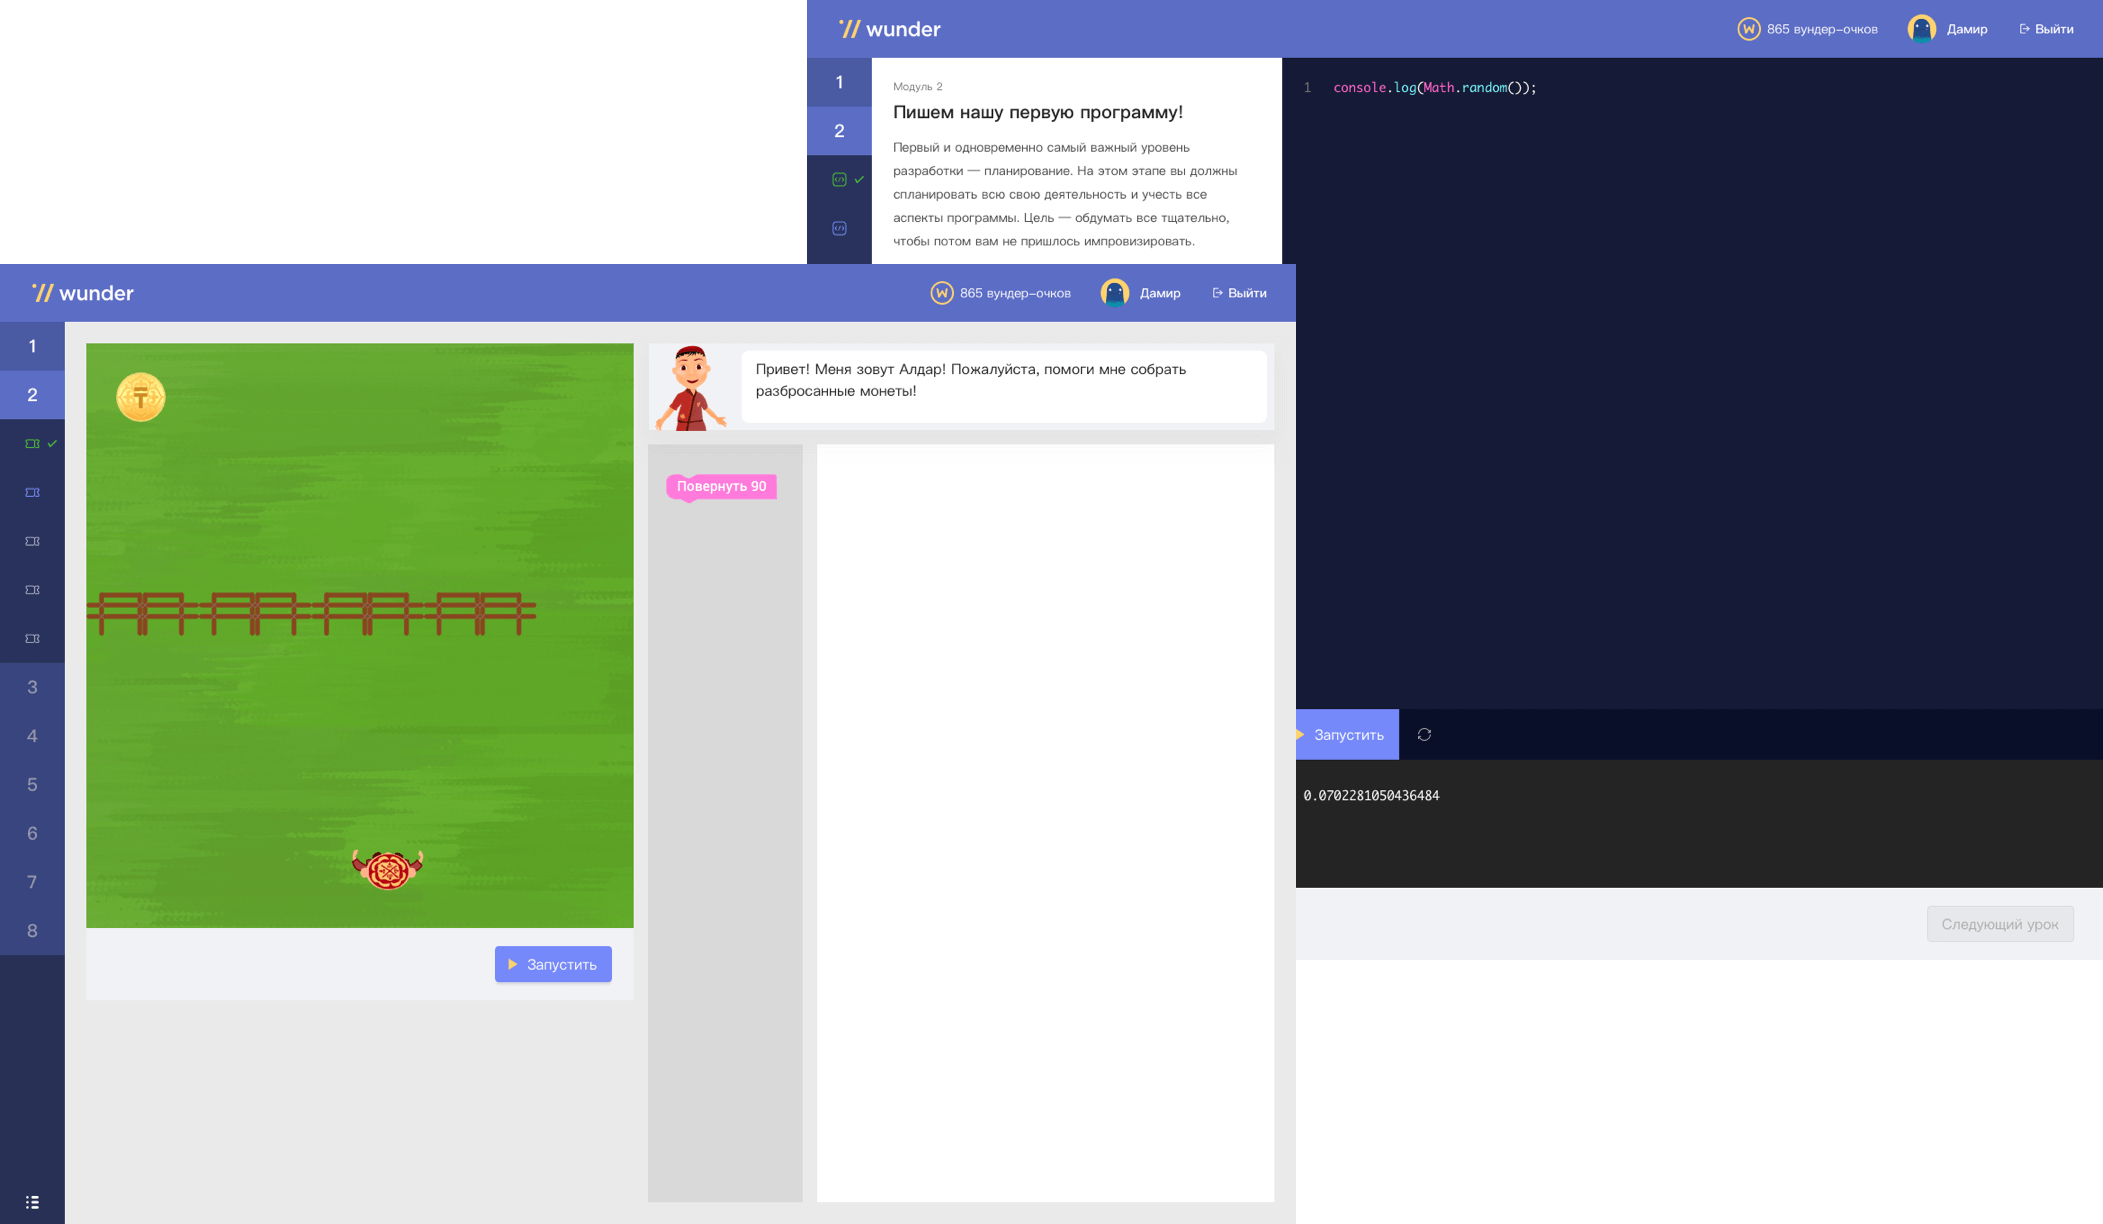 wunder
865 вундер-очков
Дамир
Выйти
1
2
Модуль 2
Пишем нашу первую программу!
Первый и одновременно самый важный уровень
разработки — планирование. На этом этапе вы должны
спланировать всю свою деятельность и учесть все
аспекты программы. Цель — обдумать все тщательно,
чтобы потом вам не пришлось импровизировать.
1
console.log(Math.random());
Запустить
0.0702281050436484
Следующий урок
wunder
865 вундер-очков
Дамир
Выйти
1
2
3
4
5
6
7
8
Привет! Меня зовут Алдар! Пожалуйста, помоги мне собрать
разбросанные монеты!
Повернуть 90
Запустить